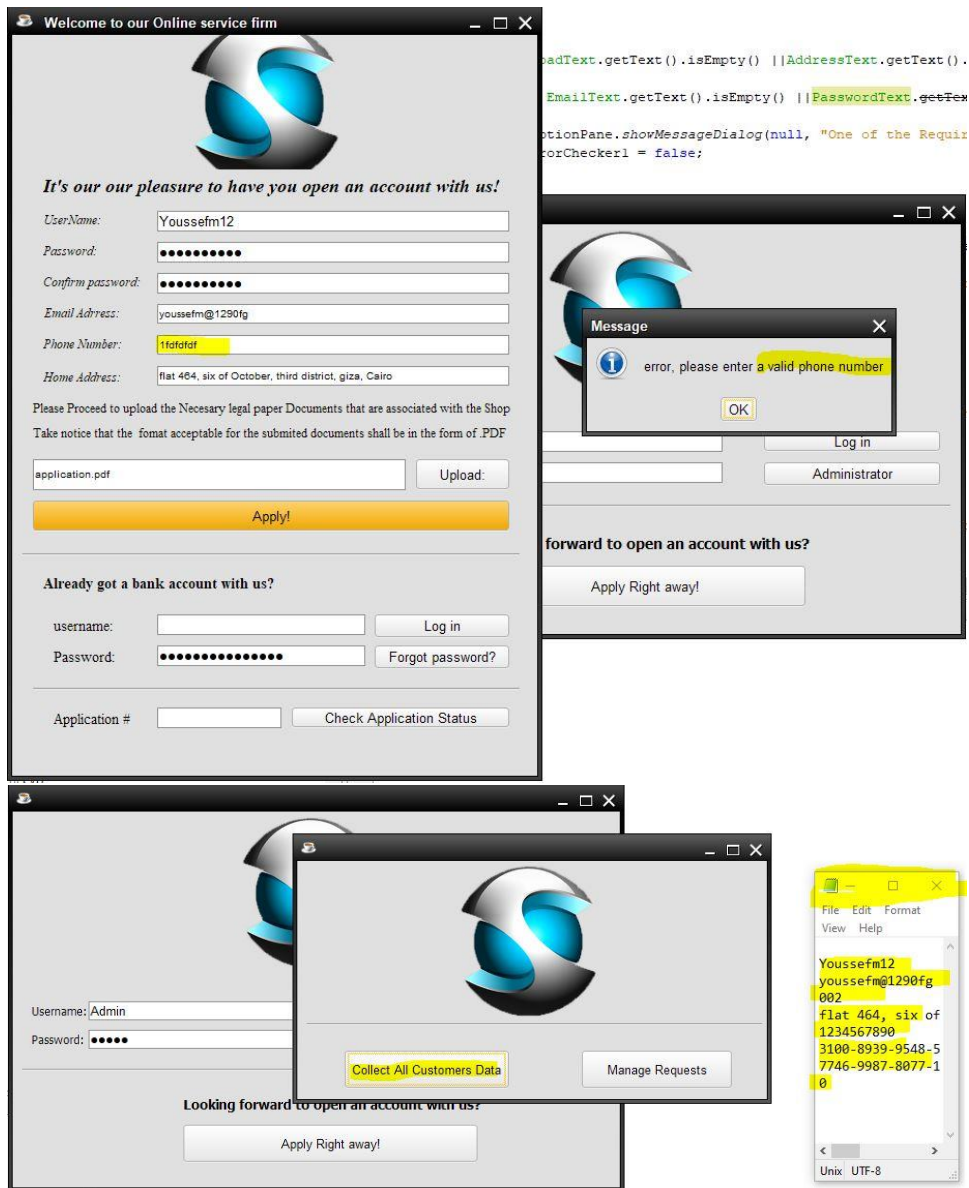 Welcome to our Online service firm
oadText.getText().isEmpty() ||AddressText.getText().
EmailText.getText().isEmpty() ||PasswordText.getTex
ptionPane.showMessageDialog(null, "One of the Requir
rorChecker1 = false;
It's our our pleasure to have you open an account with us!
UserName: Youssefm12
Password: ●●●●●●●●●●
Confirm password: ●●●●●●●●●●
Email Adrress: youssefm@1290fg
Phone Number: 1fdfdfdf
Home Address: flat 464, six of October, third district, giza, Cairo
Please Proceed to upload the Necesary legal paper Documents that are associated with the Shop
Take notice that the fomat acceptable for the submited documents shall be in the form of .PDF
application.pdf Upload:
Apply!
Already got a bank account with us?
username: Log in
Password: ●●●●●●●●●●●●●●● Forgot password?
Application # Check Application Status
Message
error, please enter a valid phone number
OK
Log in
Administrator
forward to open an account with us?
Apply Right away!
Username: Admin
Password: ●●●●●
Looking forward to open an account with us?
Apply Right away!
Collect All Customers Data Manage Requests
File Edit Format
View Help
Youssefm12
youssefm@1290fg
002
flat 464, six of
1234567890
3100-8939-9548-5
7746-9987-8077-1
0
Unix UTF-8